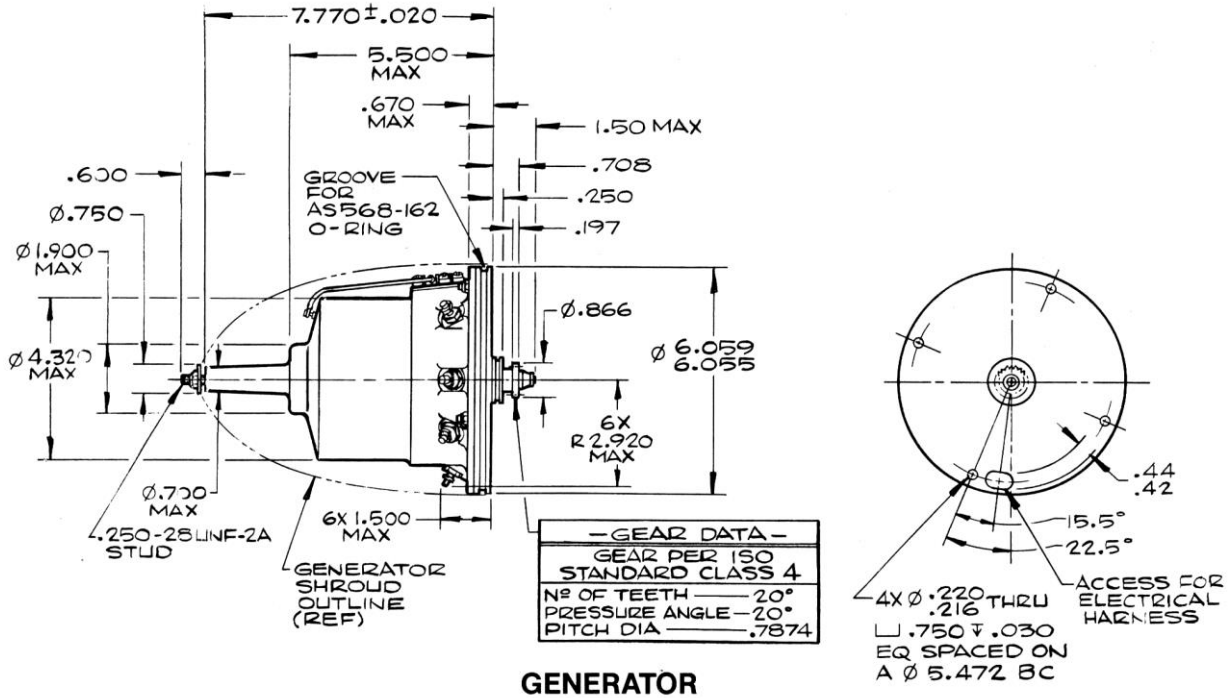 7.770±.020
5.500
MAX
.670
MAX
1.50 MAX
.708
.250
.197
.600
GROOVE
FOR
AS568-162
O-RING
Ø.750
Ø1.900
MAX
Ø4.320
MAX
Ø.866
Ø 6.059
6.055
6X
R 2.920
MAX
Ø.700
MAX
.250-28UNF-2A
STUD
6X 1.500
MAX
GENERATOR
SHROUD
OUTLINE
(REF)
-GEAR DATA-
GEAR PER ISO
STANDARD CLASS 4
Nº OF TEETH — 20°
PRESSURE ANGLE — 20°
PITCH DIA — .7874
.44
.42
15.5°
22.5°
4X Ø .220 THRU
.216
⌴ .750 ↧ .030
EQ SPACED ON
A Ø 5.472 BC
ACCESS FOR
ELECTRICAL
HARNESS
GENERATOR